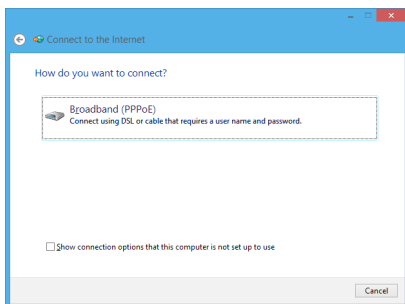 Connect to the Internet
How do you want to connect?
Broadband (PPPoE)
Connect using DSL or cable that requires a user name and password.
Show connection options that this computer is not set up to use
Cancel